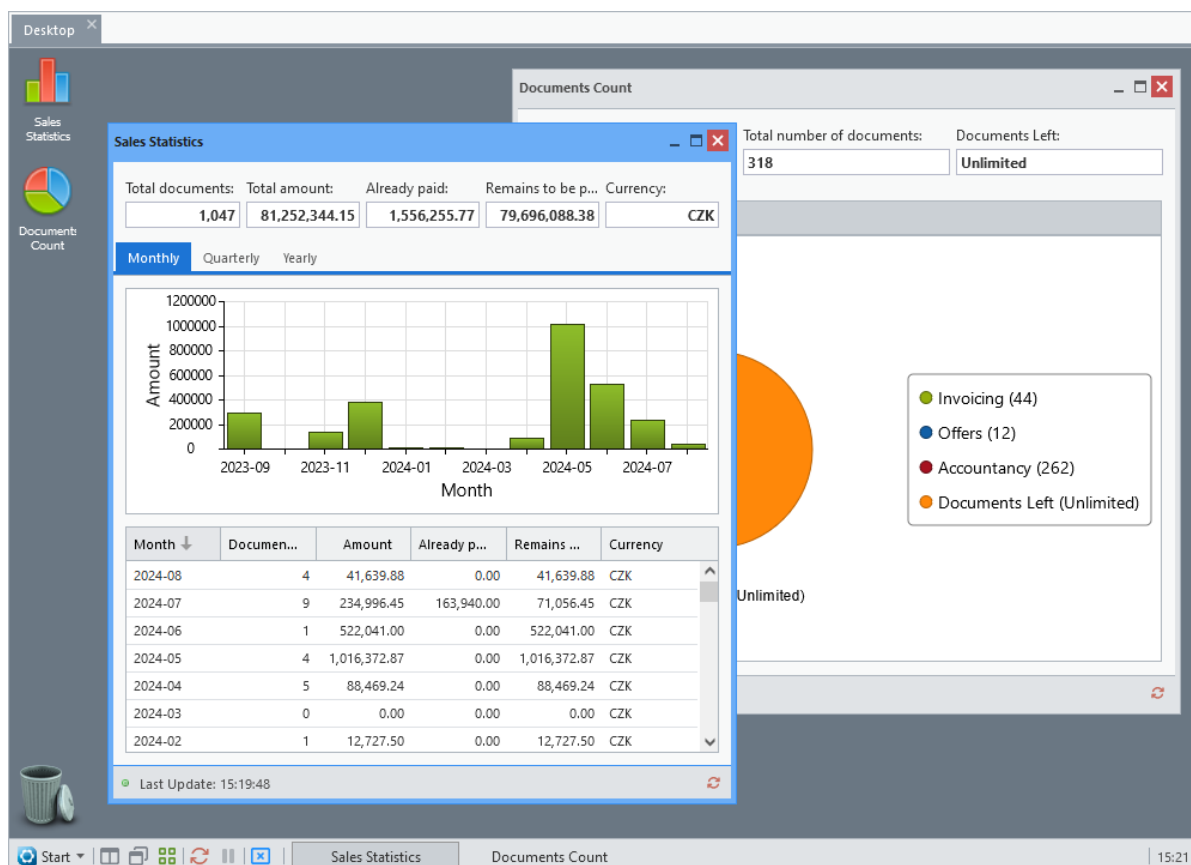 Desktop
Sales
Statistics
Document
Count
Documents Count
Total number of documents: Documents Left:
318 Unlimited
Invoicing (44)
Offers (12)
Accountancy (262)
Documents Left (Unlimited)
Unlimited)
Sales Statistics
Total documents: Total amount: Already paid: Remains to be p... Currency:
1,047 81,252,344.15 1,556,255.77 79,696,088.38 CZK
Monthly Quarterly Yearly
1200000
1000000
800000
600000
400000
200000
0
Amount
2023-09 2023-11 2024-01 2024-03 2024-05 2024-07
Month
Month Documen... Amount Already p... Remains ... Currency
2024-08 4 41,639.88 0.00 41,639.88 CZK
2024-07 9 234,996.45 163,940.00 71,056.45 CZK
2024-06 1 522,041.00 0.00 522,041.00 CZK
2024-05 4 1,016,372.87 0.00 1,016,372.87 CZK
2024-04 5 88,469.24 0.00 88,469.24 CZK
2024-03 0 0.00 0.00 0.00 CZK
2024-02 1 12,727.50 0.00 12,727.50 CZK
Last Update: 15:19:48
Start Sales Statistics Documents Count 15:21